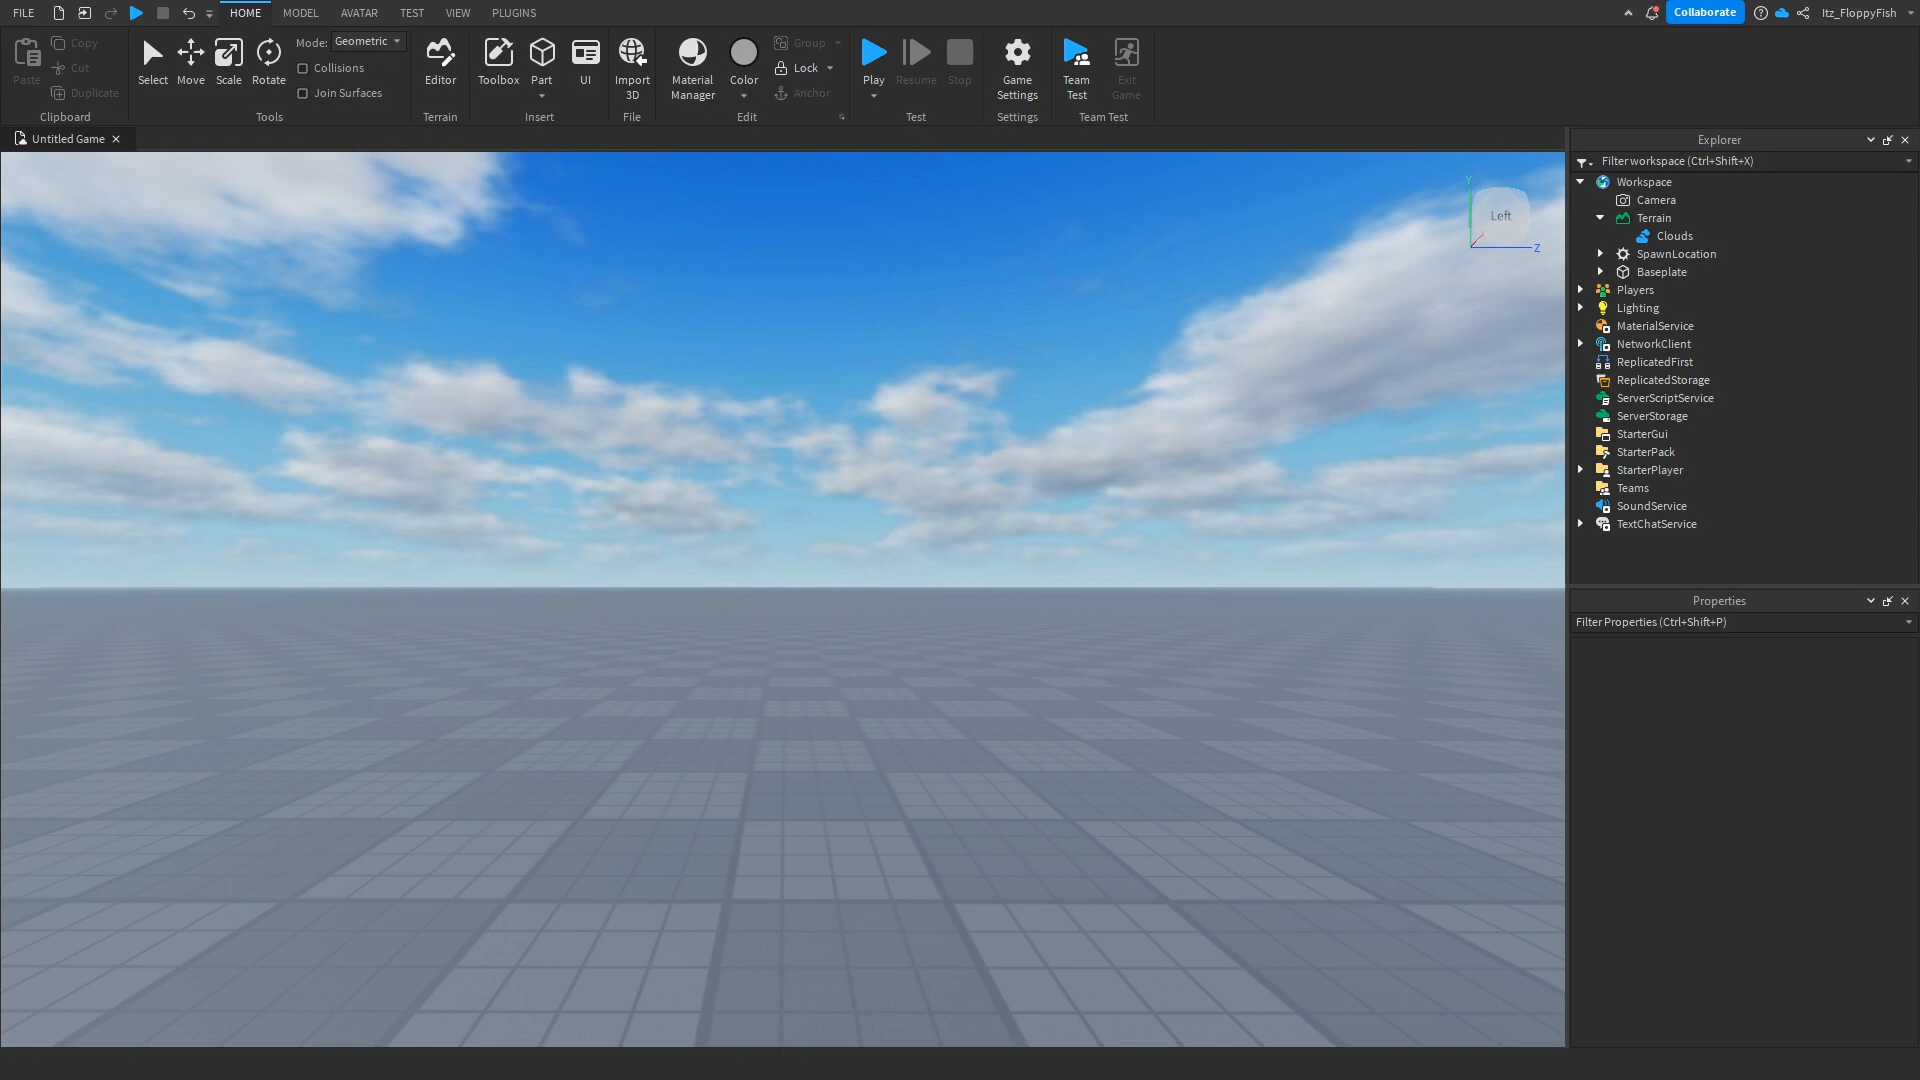 FILE HOME MODEL AVATAR TEST VIEW PLUGINS Collaborate Itz_FloppyFish
Paste
Copy
Cut
Duplicate
Clipboard
Select Move Scale Rotate
Mode: Geometric
Collisions
Join Surfaces
Tools
Editor
Terrain
Toolbox Part UI
Insert
Import
3D
File
Material
Manager
Color
Group
Lock
Anchor
Edit
Play Resume Stop
Test
Game
Settings
Settings
Team
Test
Exit
Game
Team Test
Untitled Game
Left
Y
Z
Explorer
Filter workspace (Ctrl+Shift+X)
Workspace
Camera
Terrain
Clouds
SpawnLocation
Baseplate
Players
Lighting
MaterialService
NetworkClient
ReplicatedFirst
ReplicatedStorage
ServerScriptService
ServerStorage
StarterGui
StarterPack
StarterPlayer
Teams
SoundService
TextChatService
Properties
Filter Properties (Ctrl+Shift+P)